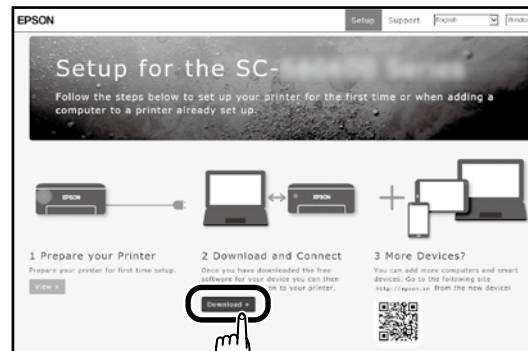 EPSON
Setup Support English Window
Setup for the SC-
Follow the steps below to set up your printer for the first time or when adding a
computer to a printer already set up.
EPSON
EPSON
1 Prepare your Printer
Prepare your printer for first time setup.
View »
2 Download and Connect
Once you have downloaded the free
software for your device you can then
on to your printer.
Download »
3 More Devices?
You can add more computers and smart
devices. Go to the following site
http://epson.sn from the new device!